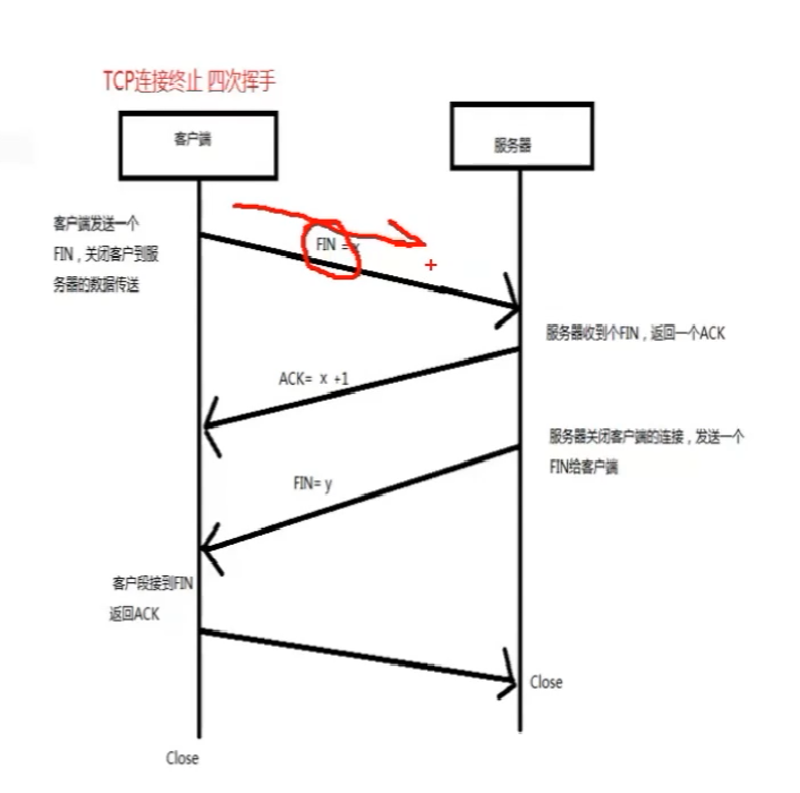 TCP连接终止 四次挥手
客户端
服务器
客户端发送一个
FIN，关闭客户到服
务器的数据传送
FIN = x
服务器收到个FIN，返回一个ACK
ACK= x +1
服务器关闭客户端的连接，发送一个
FIN给客户端
FIN= y
客户段接到FIN
返回ACK
Close
Close